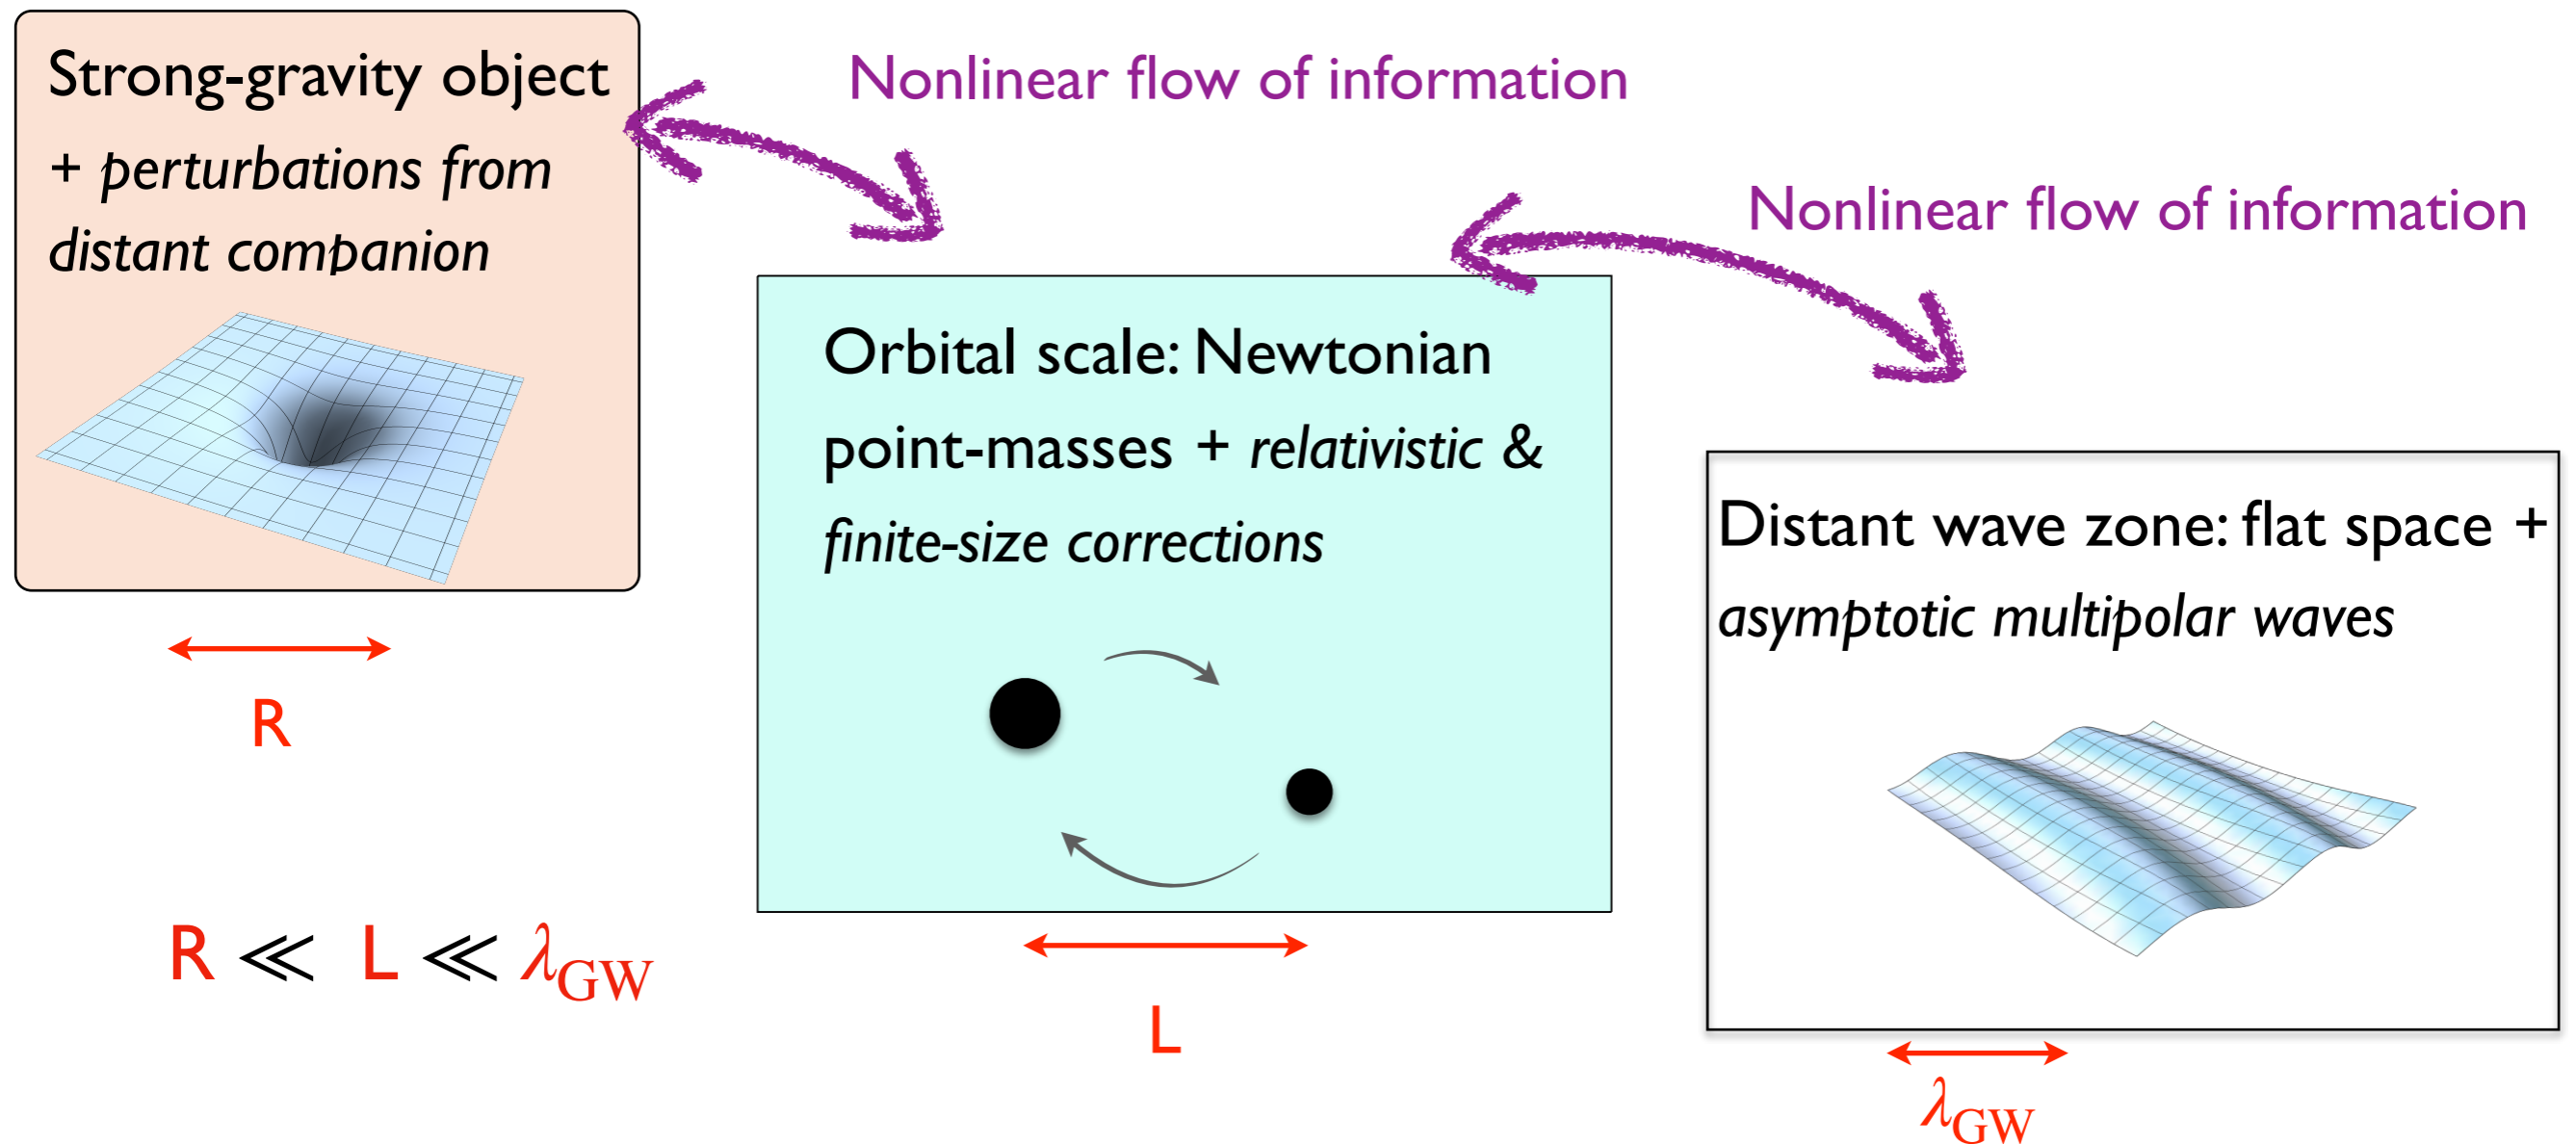 Strong-gravity object
+ perturbations from
distant companion
R
R ≪ L ≪ λGW
Nonlinear flow of information
Orbital scale: Newtonian
point-masses + relativistic &
finite-size corrections
L
Nonlinear flow of information
Distant wave zone: flat space +
asymptotic multipolar waves
λGW